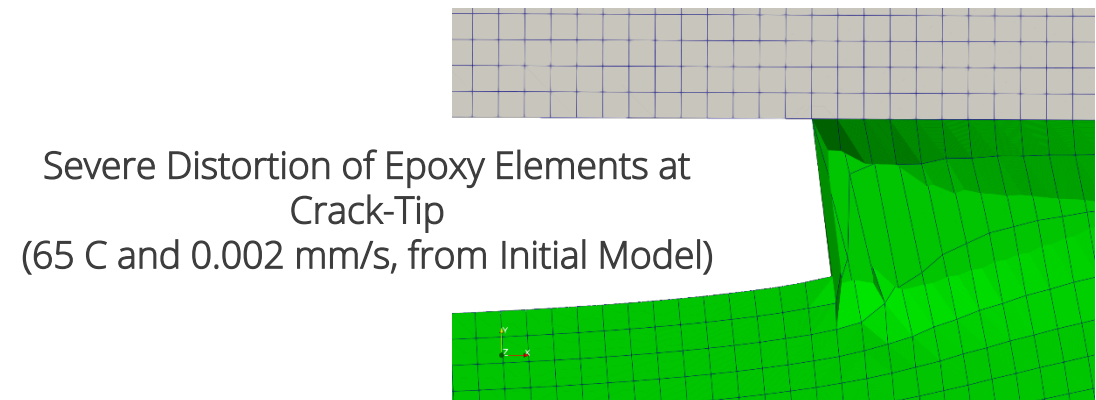 Severe Distortion of Epoxy Elements at
Crack-Tip
(65 C and 0.002 mm/s, from Initial Model)
Y
Z
X